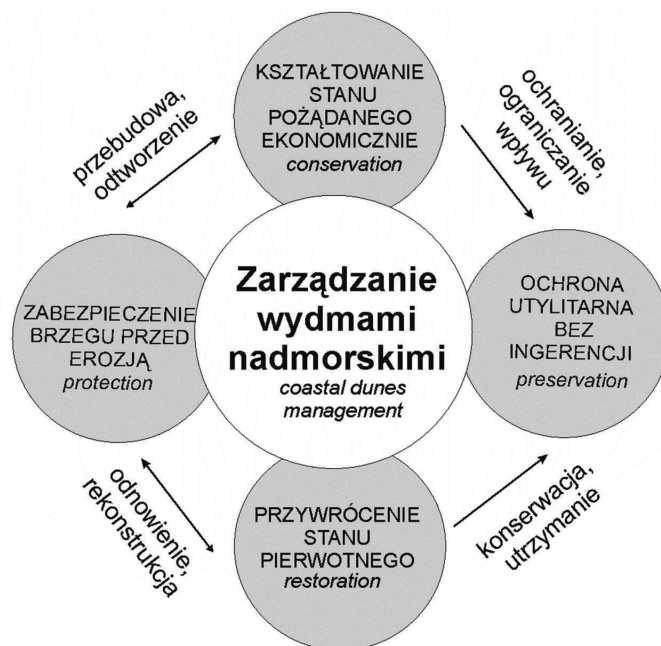 KSZTAŁTOWANIE
STANU
POŻĄDANEGO
EKONOMICZNIE
conservation
przebudowa,
odtworzenie
ochranianie,
ograniczanie
wpływu
ZABEZPIECZENIE
BRZEGU PRZED
EROZJĄ
protection
Zarządzanie
wydmami
nadmorskimi
coastal dunes
management
OCHRONA
UTYLITARNA
BEZ
INGERENCJI
preservation
odnowienie,
rekonstrukcja
PRZYWRÓCENIE
STANU
PIERWOTNEGO
restoration
konserwacja,
utrzymanie